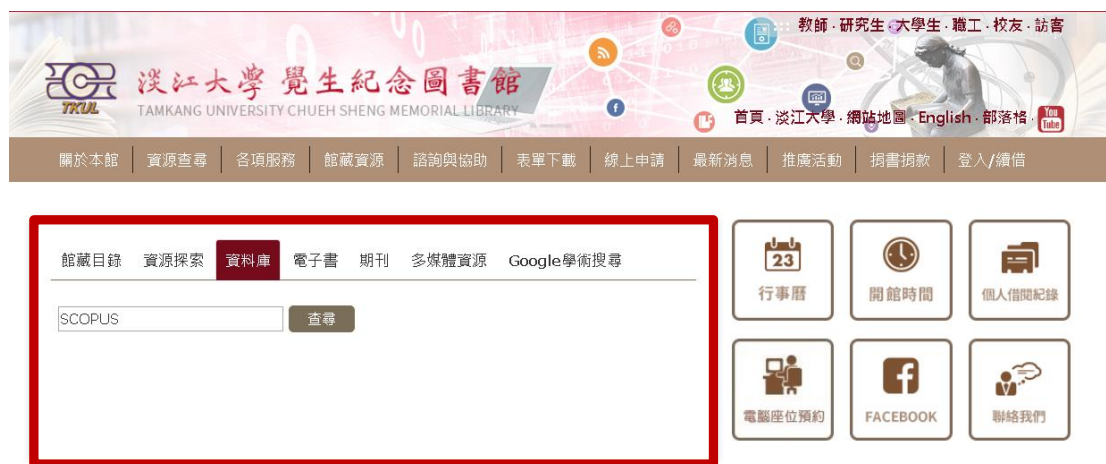 教師 · 研究生 · 大學生 · 職工 · 校友 · 訪客
淡江大學 覺生紀念圖書館
TKUL
TAMKANG UNIVERSITY CHUEH SHENG MEMORIAL LIBRARY
首頁 · 淡江大學 · 網站地圖 · English · 部落格 · You Tube
關於本館 | 資源查尋 | 各項服務 | 館藏資源 | 諮詢與協助 | 表單下載 | 線上申請 | 最新消息 | 推廣活動 | 捐書捐款 | 登入/續借
館藏目錄 資源探索 資料庫 電子書 期刊 多媒體資源 Google學術搜尋
SCOPUS 查尋
23
行事曆 開館時間 個人借閱紀錄
電腦座位預約 FACEBOOK 聯絡我們